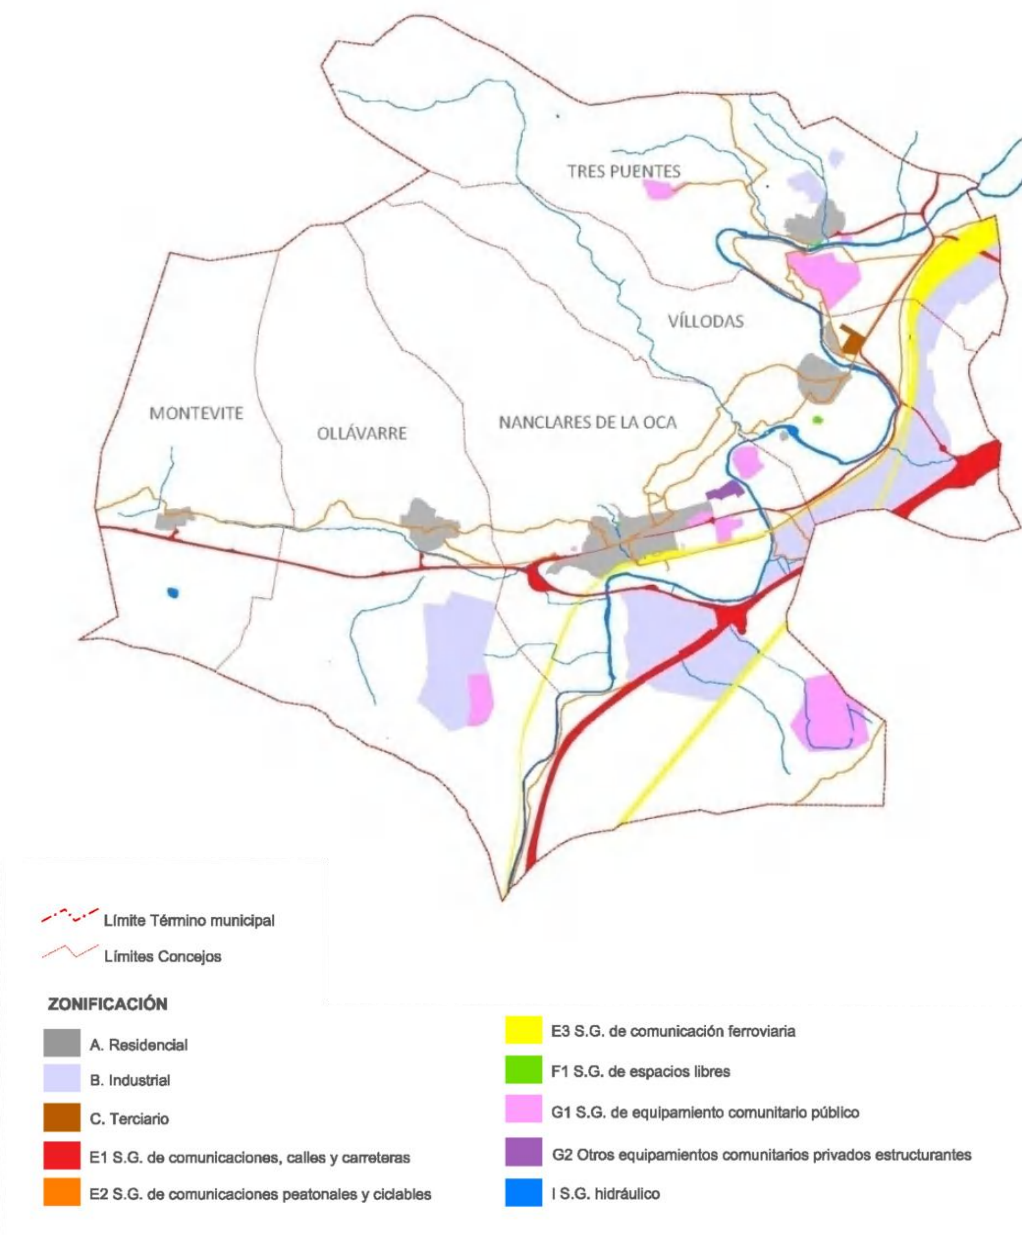 TRES PUENTES
VÍLLODAS
MONTEVITE
OLLÁVARRE
NANCLARES DE LA OCA
Límite Término municipal
Límites Concejos
ZONIFICACIÓN
A. Residencial
B. Industrial
C. Terciario
E1 S.G. de comunicaciones, calles y carreteras
E2 S.G. de comunicaciones peatonales y ciclables
E3 S.G. de comunicación ferroviaria
F1 S.G. de espacios libres
G1 S.G. de equipamiento comunitario público
G2 Otros equipamientos comunitarios privados estructurantes
I S.G. hidráulico